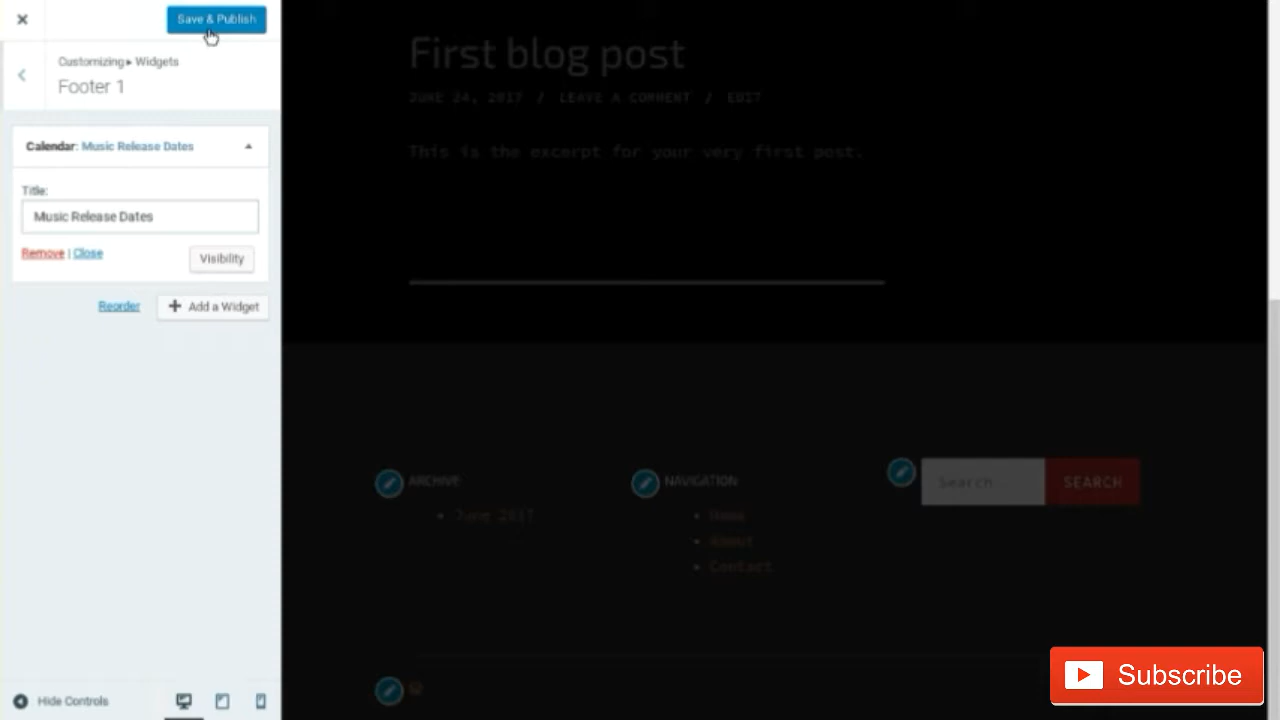 Save & Publish
Customizing ▸ Widgets
Footer 1
Calendar: Music Release Dates
Title:
Music Release Dates
Remove | Close
Visibility
Reorder
Add a Widget
Hide Controls
First blog post
JUNE 24, 2017 / LEAVE A COMMENT / EDIT
This is the excerpt for your very first post.
ARCHIVE
June 2017
NAVIGATION
Home
About
Contact
Search
SEARCH
Subscribe